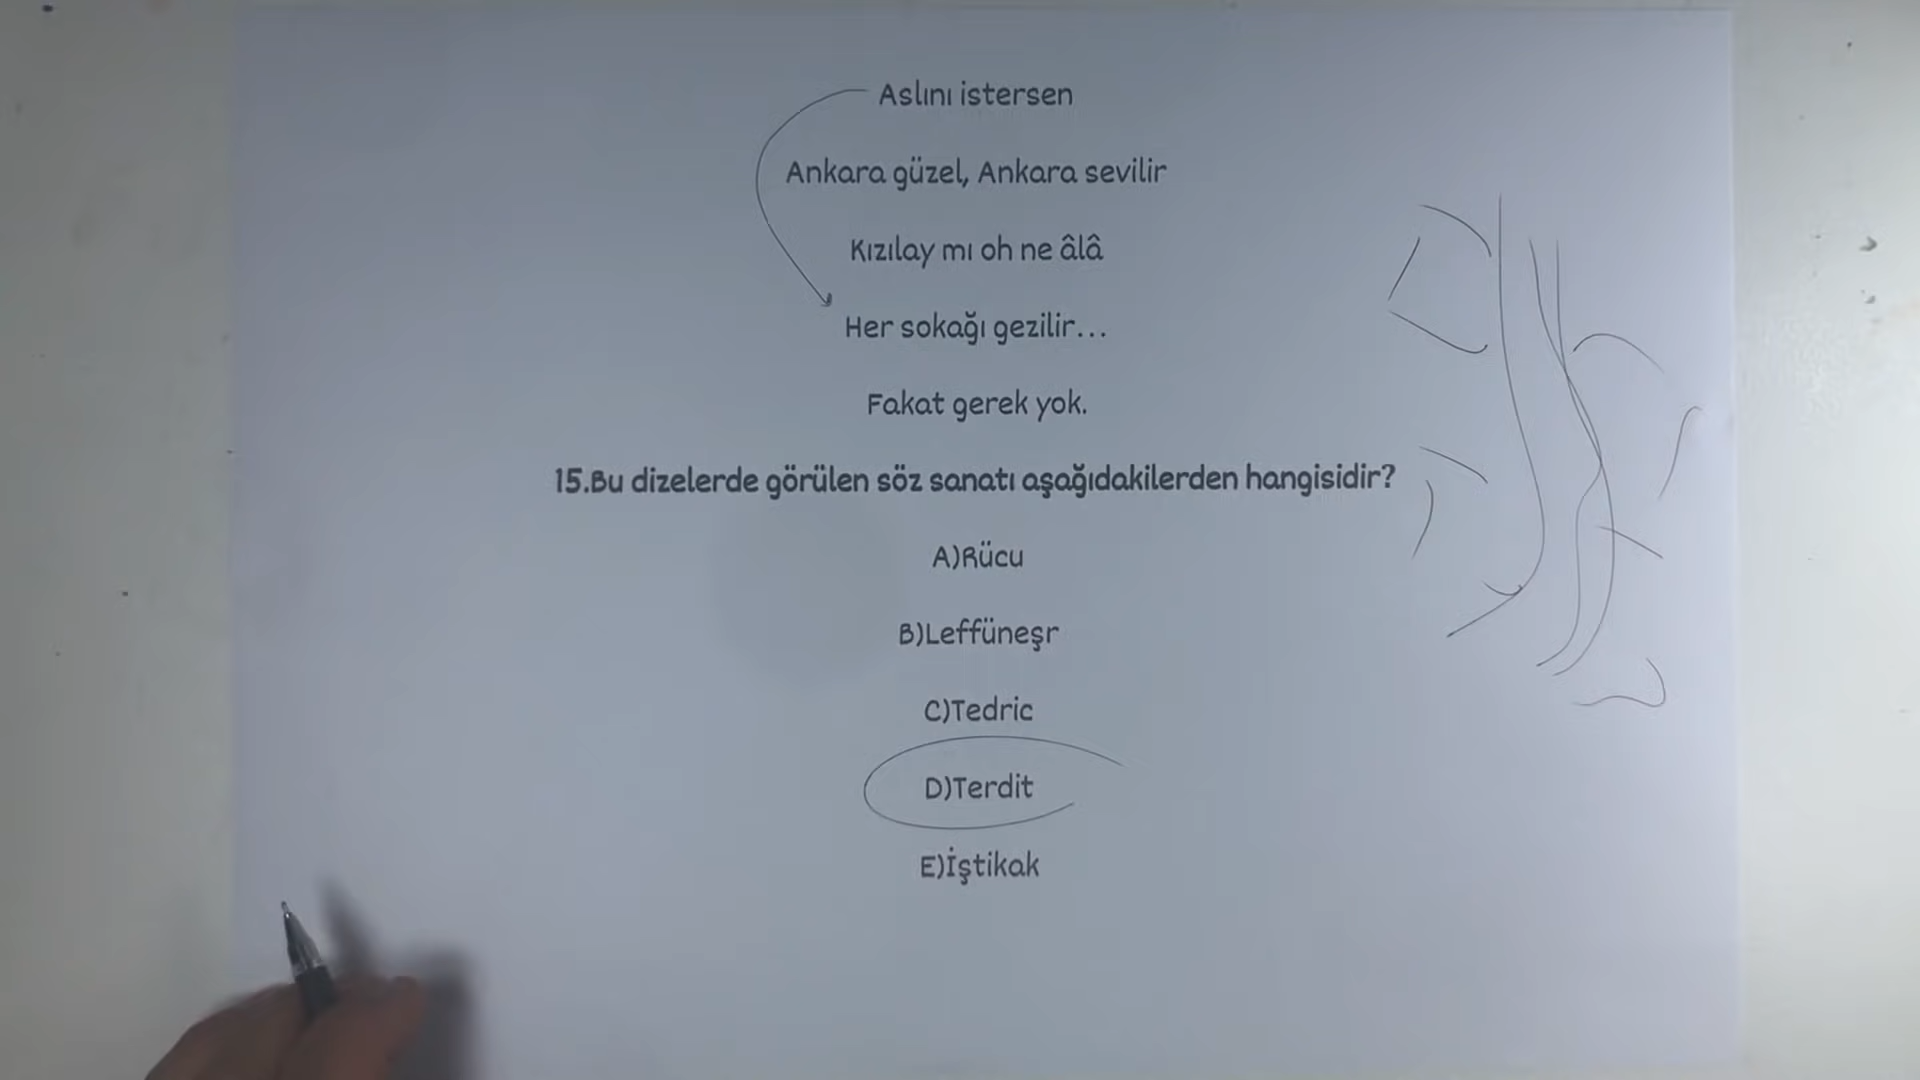 Aslını istersen
Ankara güzel, Ankara sevilir
Kızılay mı oh ne âlâ
Her sokağı gezilir...
Fakat gerek yok.
15.Bu dizelerde görülen söz sanatı aşağıdakilerden hangisidir?
A)Rücu
B)Leffüneşr
C)Tedric
D)Terdit
E)İştikak